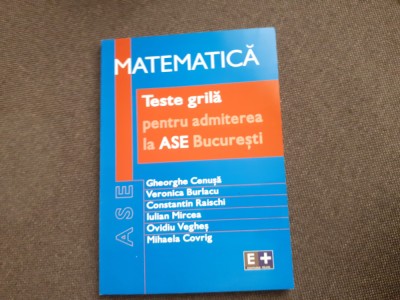 MATEMATICĂ
Teste grilă
pentru admiterea
la ASE București
ASE
Gheorghe Cenușă
Veronica Burlacu
Constantin Raischi
Iulian Mircea
Ovidiu Vegheș
Mihaela Covrig
E+